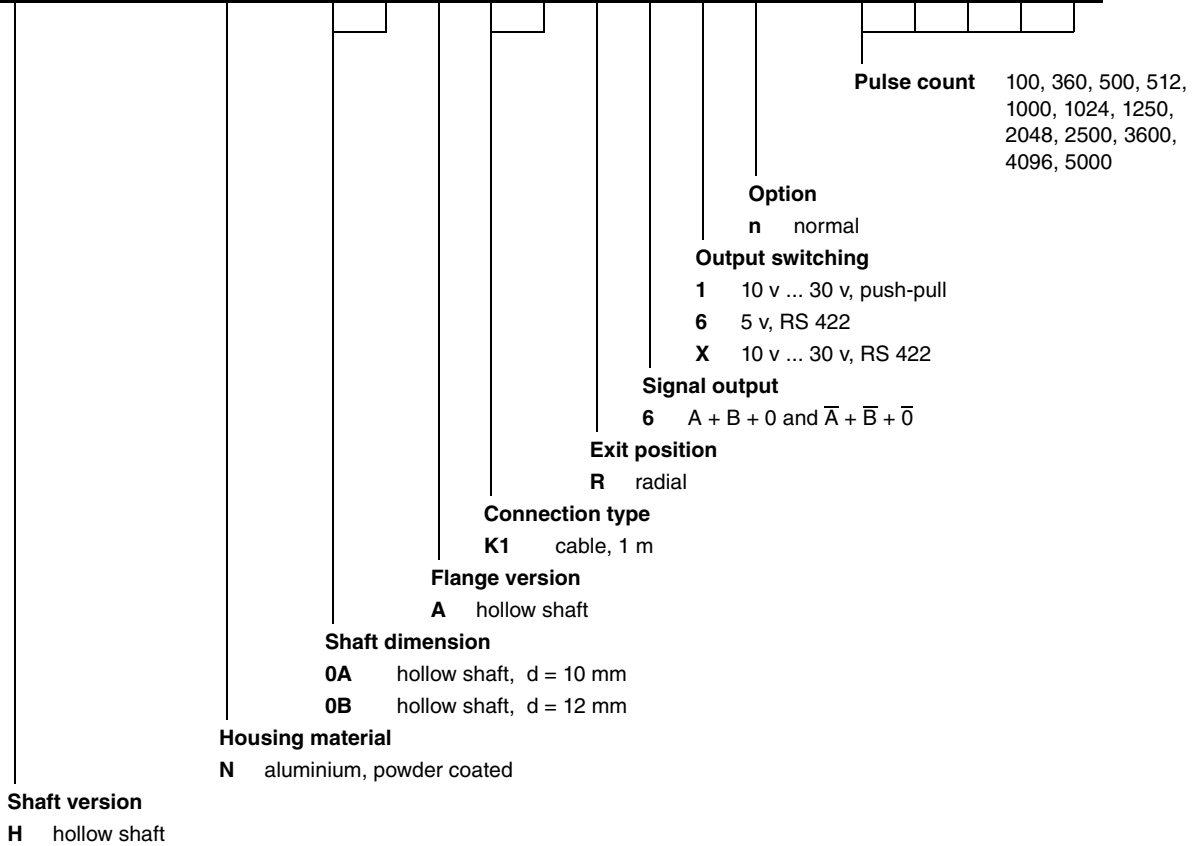 Pulse count 100, 360, 500, 512,
1000, 1024, 1250,
2048, 2500, 3600,
4096, 5000
Option
n normal
Output switching
1 10 v ... 30 v, push-pull
6 5 v, RS 422
X 10 v ... 30 v, RS 422
Signal output
6 A + B + 0 and A̅ + B̅ + 0̅
Exit position
R radial
Connection type
K1 cable, 1 m
Flange version
A hollow shaft
Shaft dimension
0A hollow shaft, d = 10 mm
0B hollow shaft, d = 12 mm
Housing material
N aluminium, powder coated
Shaft version
H hollow shaft